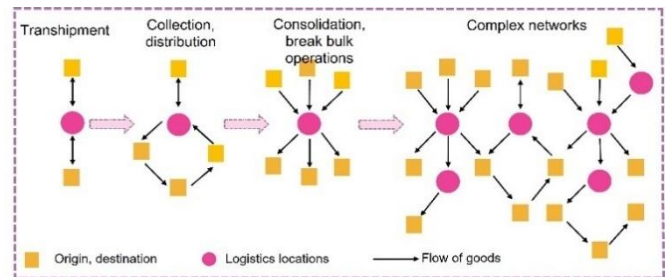 Transhipment
Collection,
distribution
Consolidation,
break bulk
operations
Complex networks
Origin, destination
Logistics locations
Flow of goods